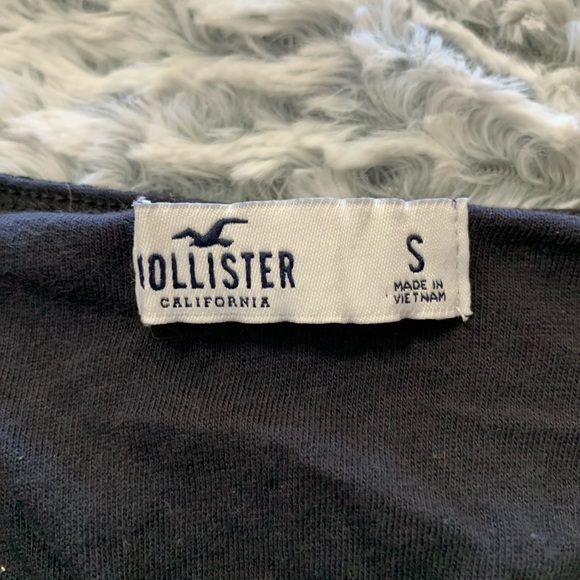 HOLLISTER
CALIFORNIA
S
MADE IN
VIETNAM